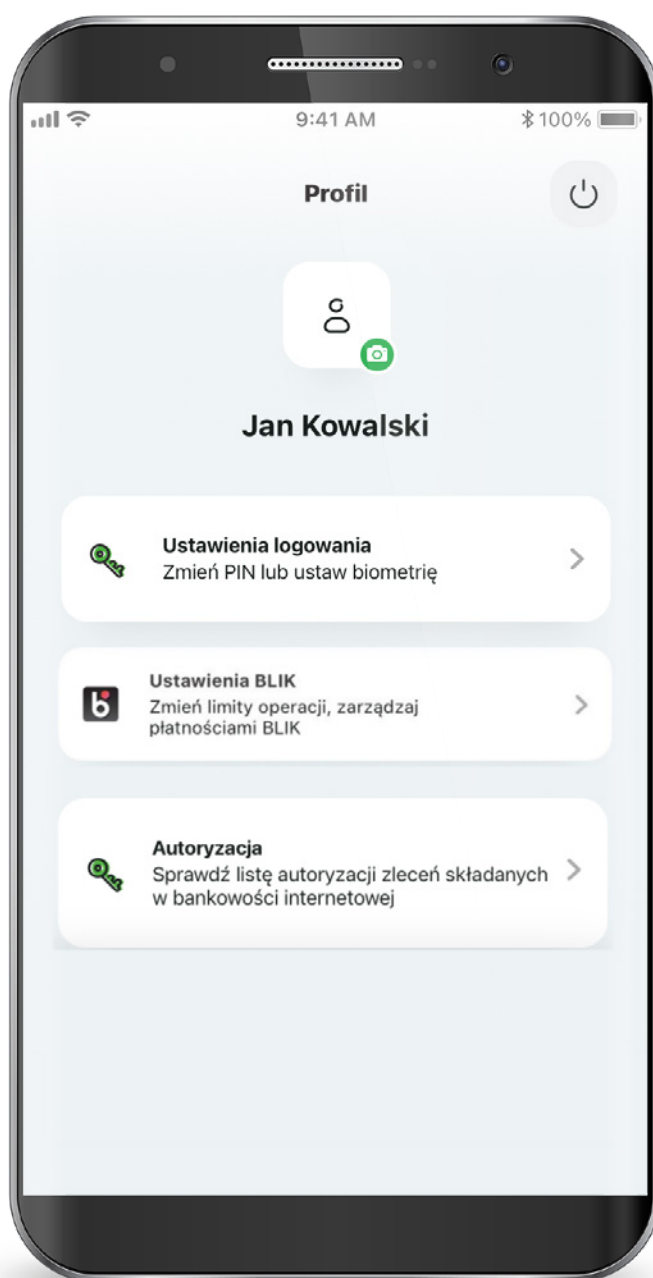 9:41 AM
100%
Profil
Jan Kowalski
Ustawienia logowania
Zmień PIN lub ustaw biometrię
Ustawienia BLIK
Zmień limity operacji, zarządzaj
płatnościami BLIK
Autoryzacja
Sprawdź listę autoryzacji zleceń składanych
w bankowości internetowej